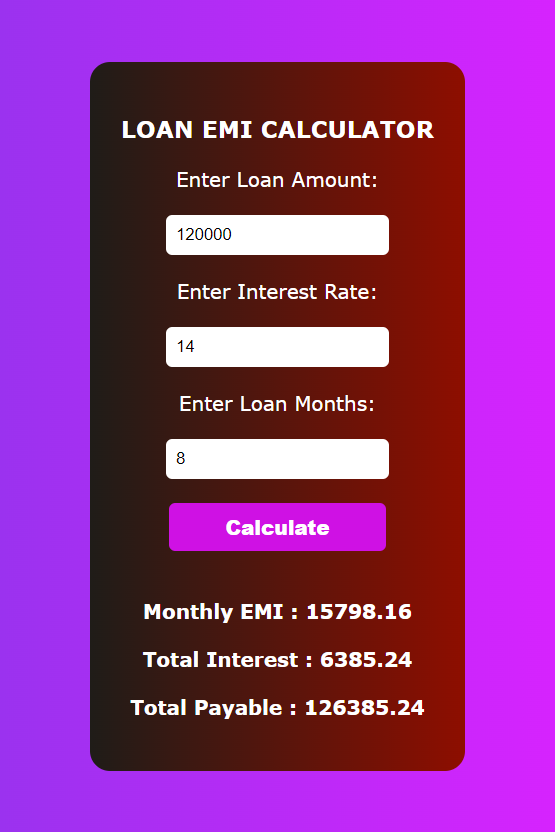 LOAN EMI CALCULATOR
Enter Loan Amount:
120000
Enter Interest Rate:
14
Enter Loan Months:
8
Calculate
Monthly EMI : 15798.16
Total Interest : 6385.24
Total Payable : 126385.24